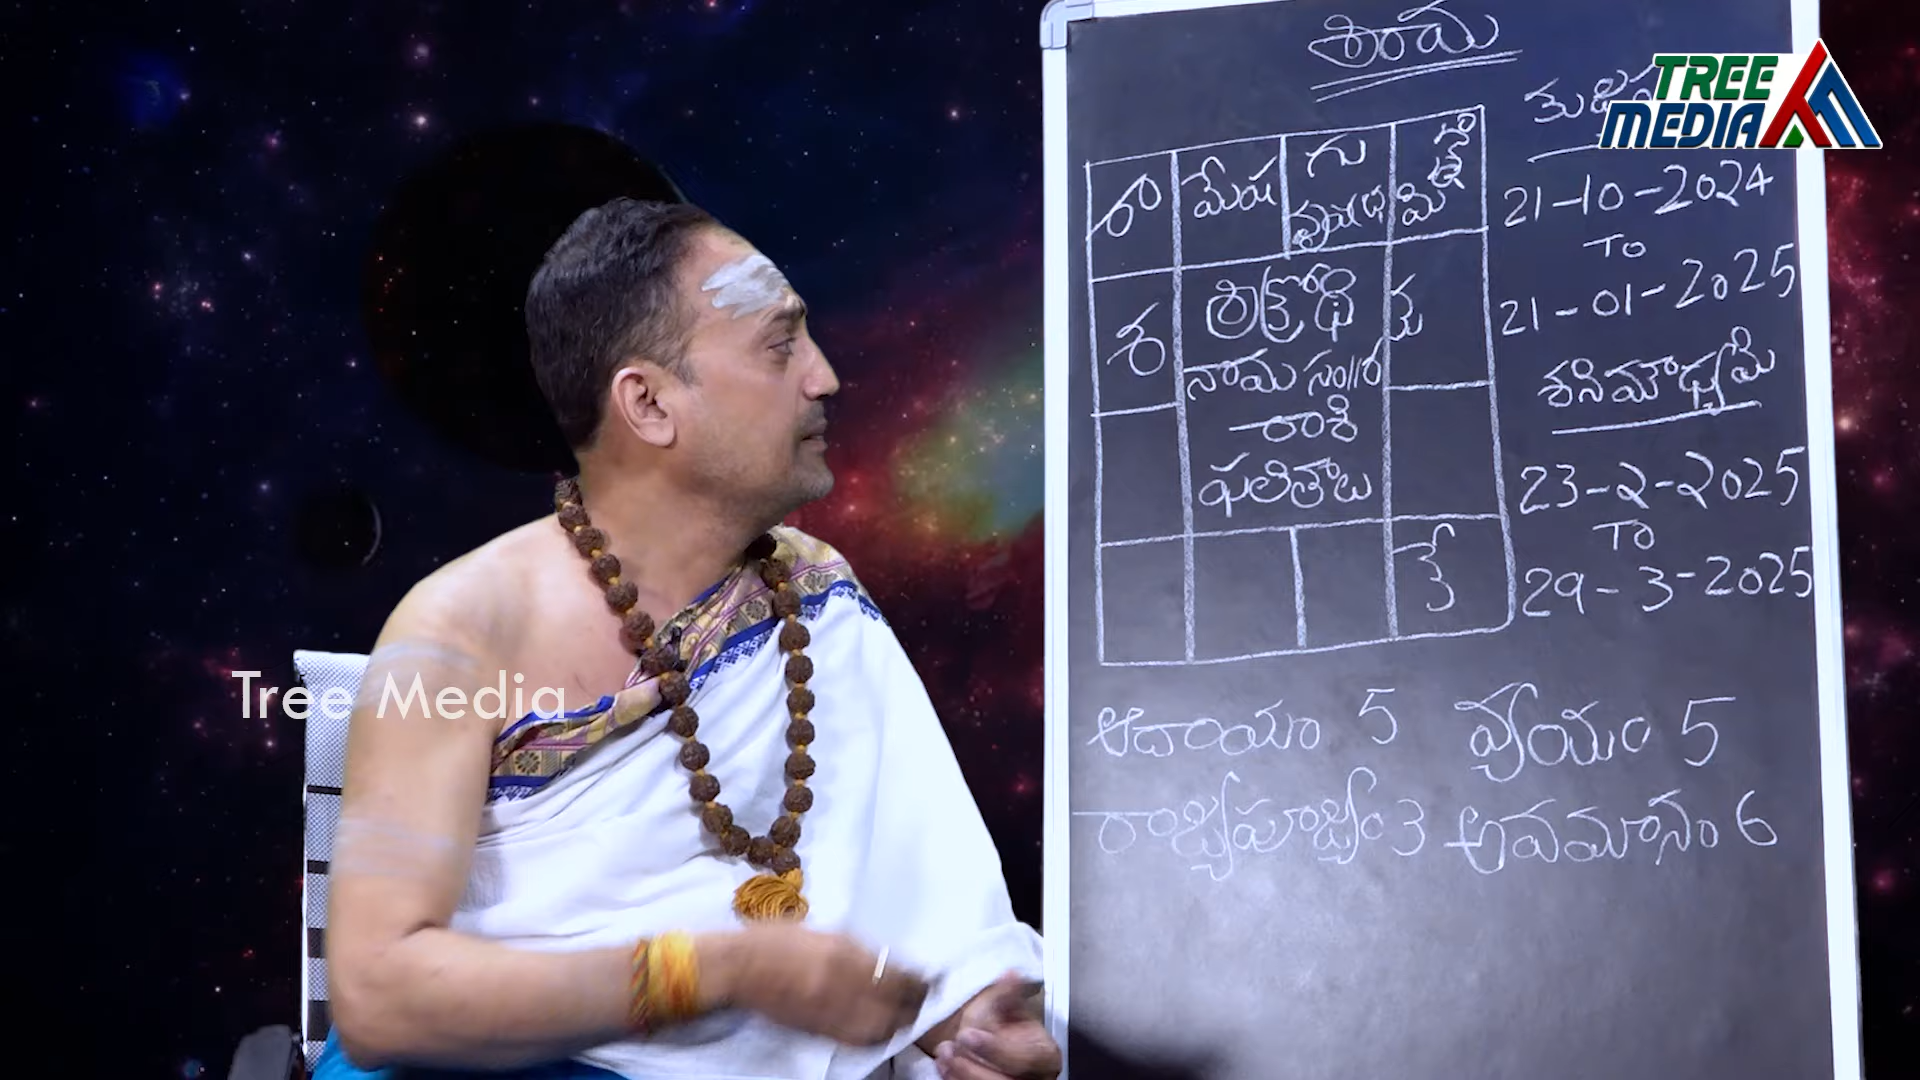 శ్రీరామ
TREE
MEDIA
రా
మేష
గు
వృషభ
మి
శ
శ్రీక్రోధి
కు
నామ సం||ర
రాశి
ఫలితాలు
కే
21-10-2024
TO
21-01-2025
శనిమౌఢ్యమి
23-2-2025
TO
29-3-2025
Tree Media
ఆదాయం 5 వ్యయం 5
రాజ్యపూజ్యం 3 అవమానం 6